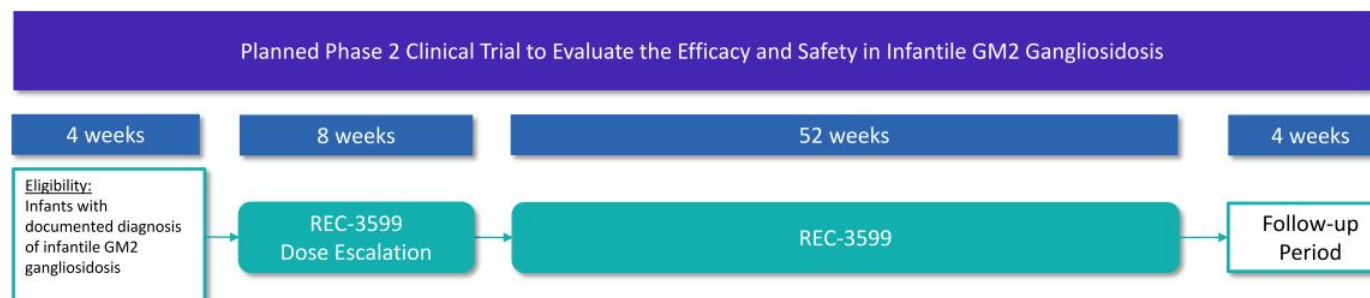 Planned Phase 2 Clinical Trial to Evaluate the Efficacy and Safety in Infantile GM2 Gangliosidosis
4 weeks
8 weeks
52 weeks
4 weeks
Eligibility:
Infants with
documented diagnosis
of infantile GM2
gangliosidosis
REC-3599
Dose Escalation
REC-3599
Follow-up
Period